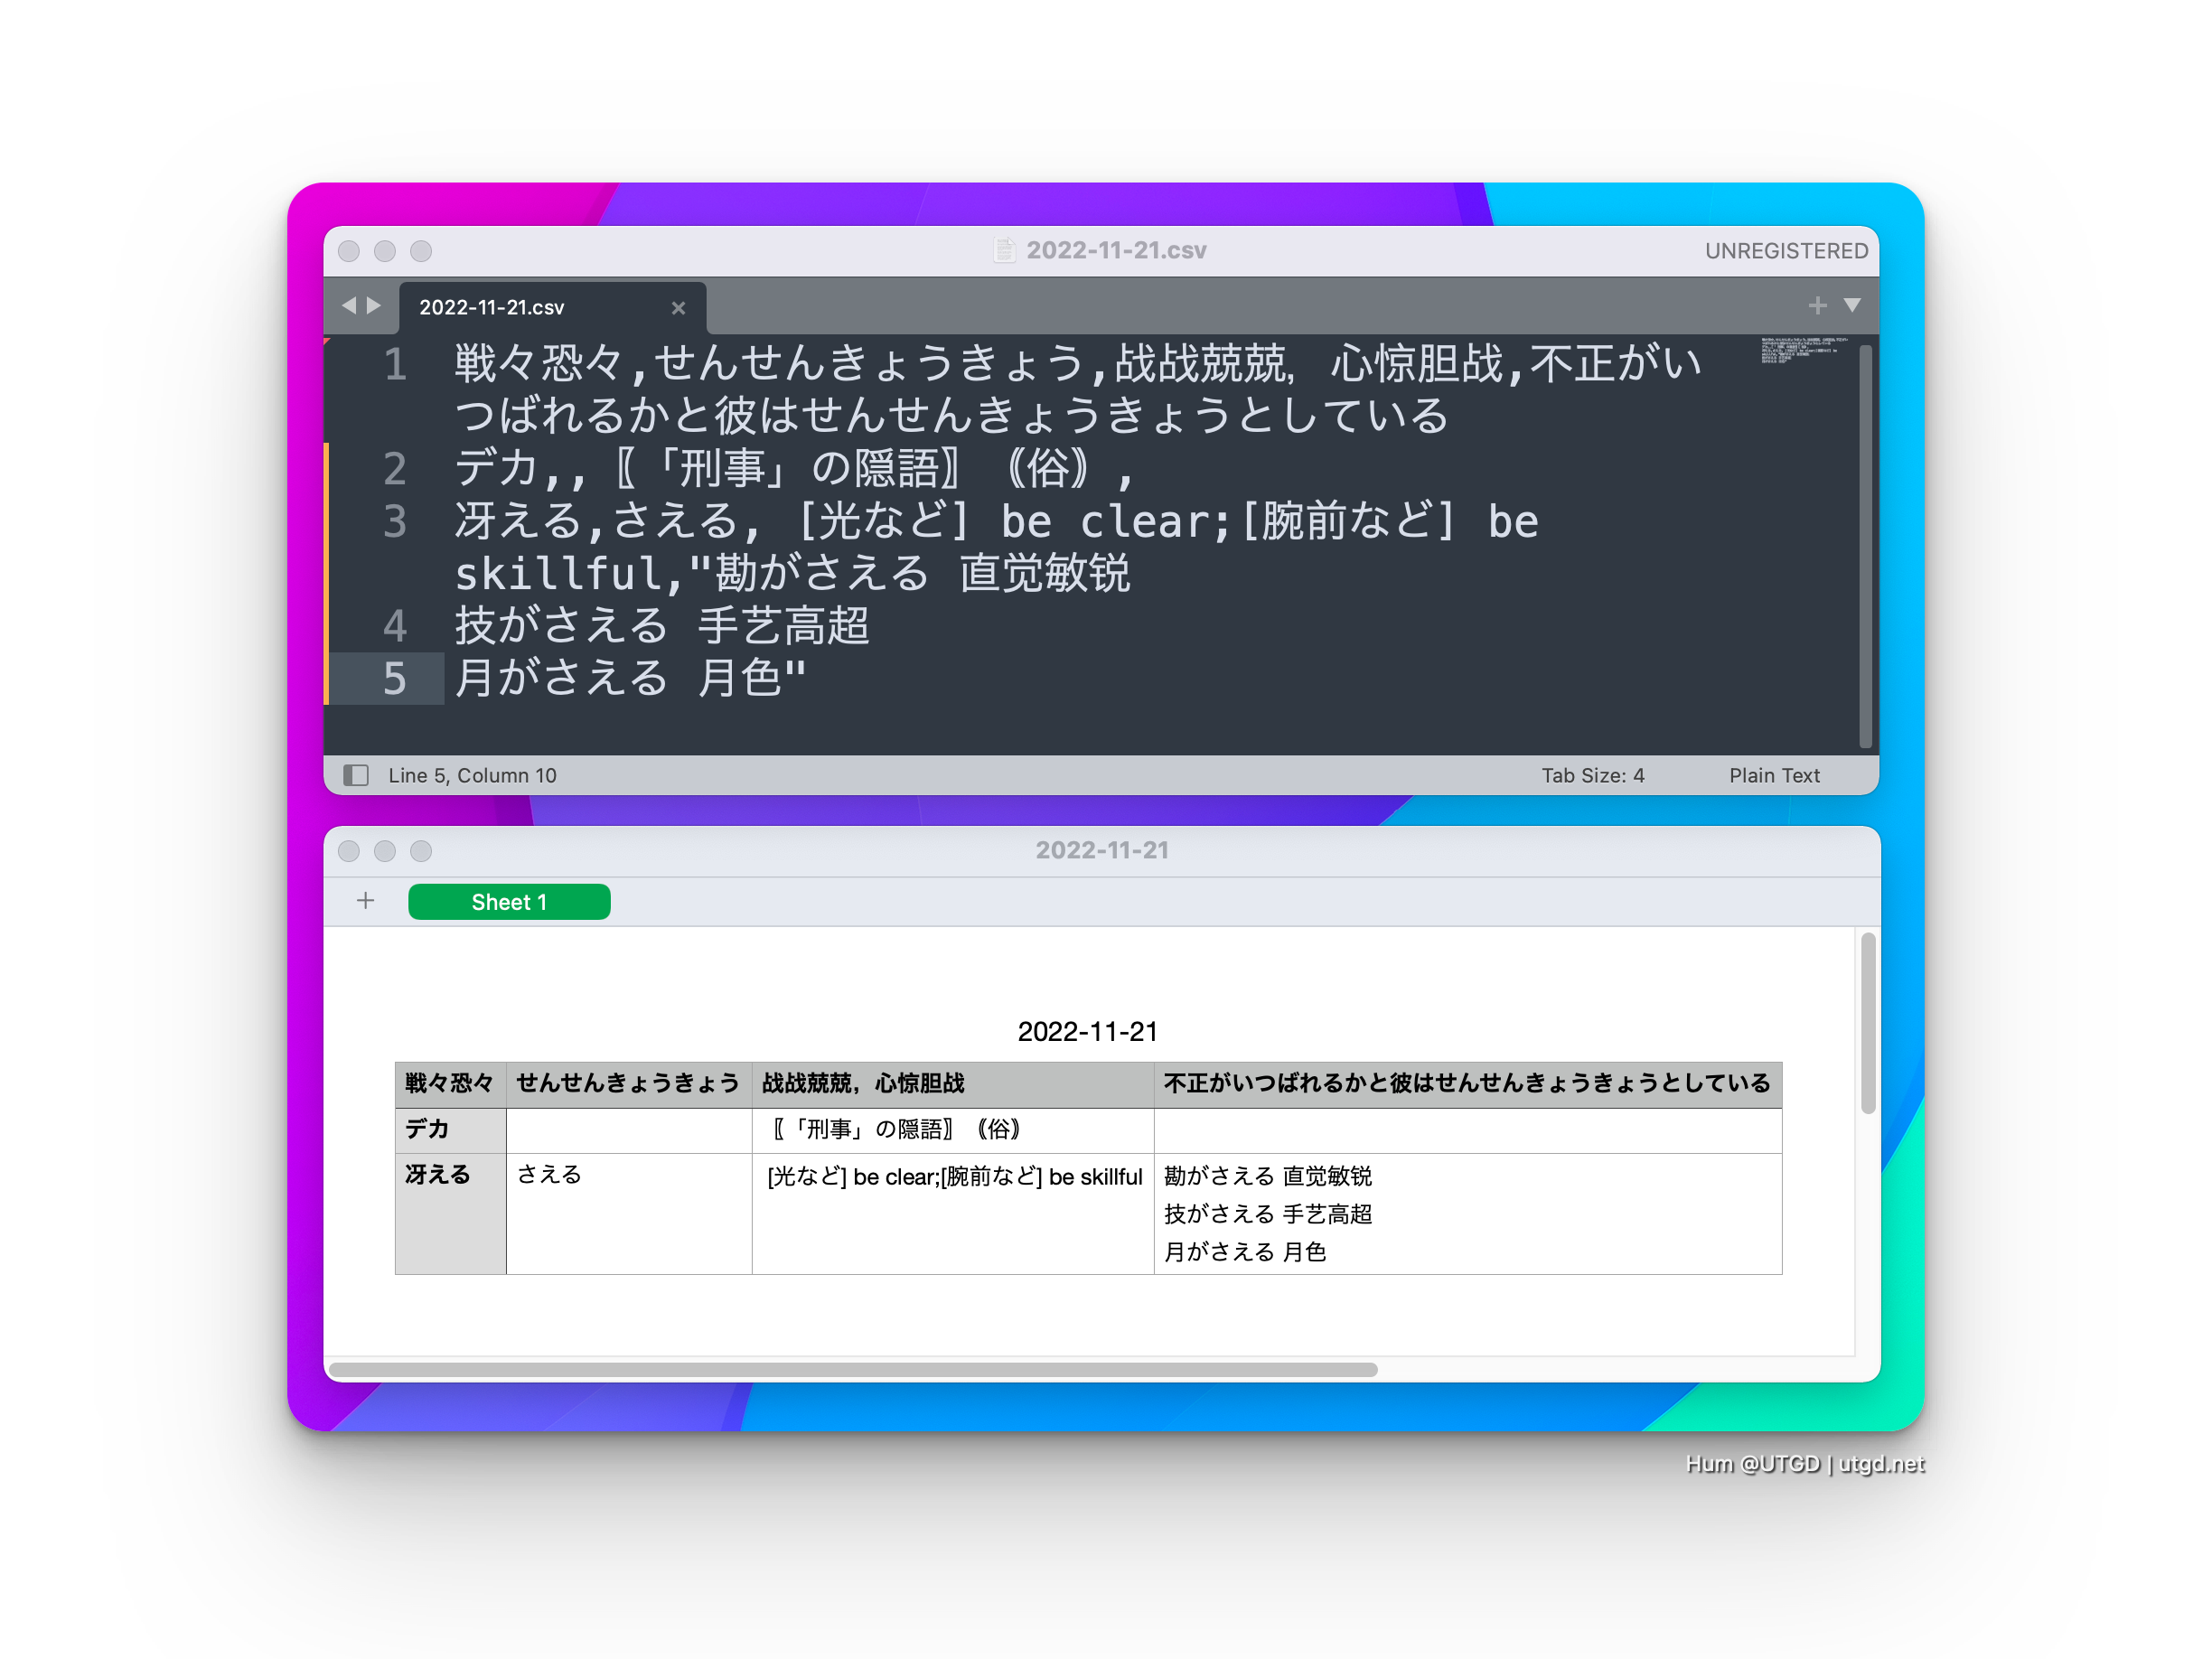 2022-11-21.csv
UNREGISTERED
2022-11-21.csv
1 戦々恐々,せんせんきょうきょう,战战兢兢，心惊胆战,不正がい
つばれるかと彼はせんせんきょうきょうとしている
2 デカ,,〖「刑事」の隠語〗｟俗｠,
3 冴える,さえる, [光など] be clear;[腕前など] be
skillful,"勘がさえる 直觉敏锐
4 技がさえる 手艺高超
5 月がさえる 月色"
Line 5, Column 10
Tab Size: 4
Plain Text
2022-11-21
Sheet 1
2022-11-21
戦々恐々 せんせんきょうきょう 战战兢兢，心惊胆战 不正がいつばれるかと彼はせんせんきょうきょうとしている
デカ 〖「刑事」の隠語〗｟俗｠
冴える さえる [光など] be clear;[腕前など] be skillful 勘がさえる 直觉敏锐
技がさえる 手艺高超
月がさえる 月色
Hum @UTGD | utgd.net